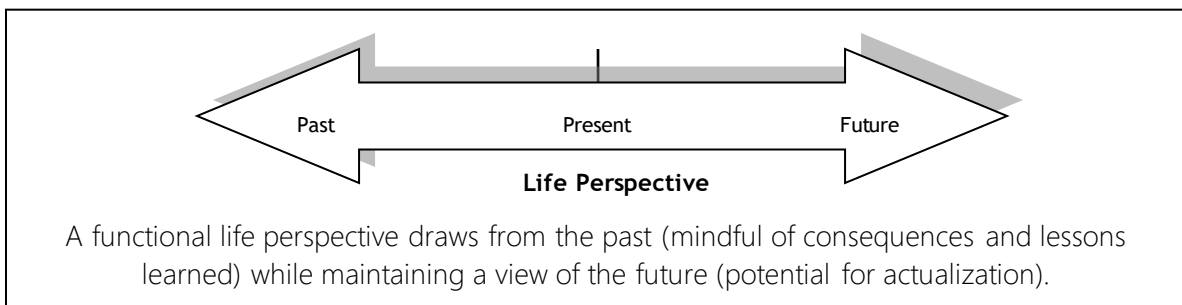 Past Present Future
Life Perspective
A functional life perspective draws from the past (mindful of consequences and lessons
learned) while maintaining a view of the future (potential for actualization).